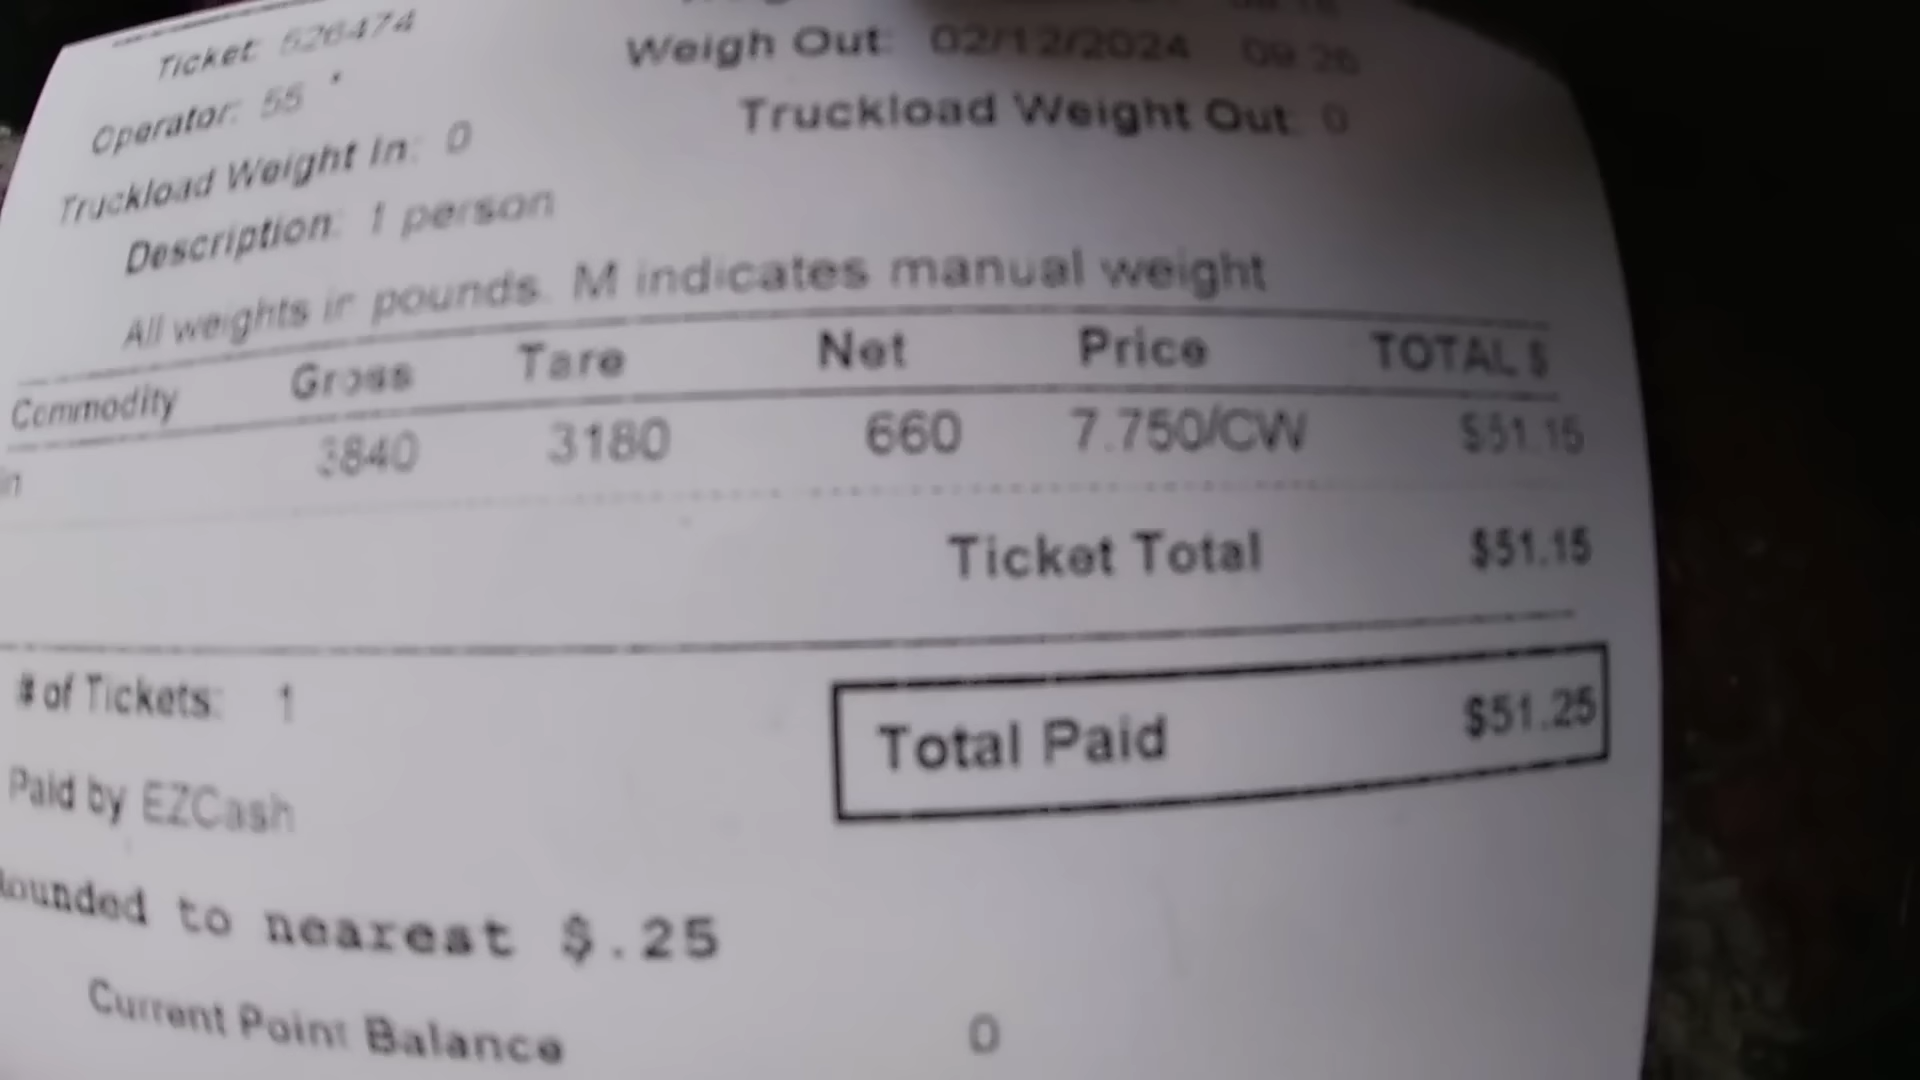 Ticket: 526474
Weigh Out: 02/12/2024 09:26
Operator: 55
Truckload Weight Out: 0
Truckload Weight In: 0
Description: 1 person
All weights in pounds. M indicates manual weight
Commodity Gross Tare Net Price TOTAL $
3840 3180 660 7.750/CW $51.15
Ticket Total $51.15
# of Tickets: 1
Total Paid $51.25
Paid by EZCash
Rounded to nearest $.25
Current Point Balance 0